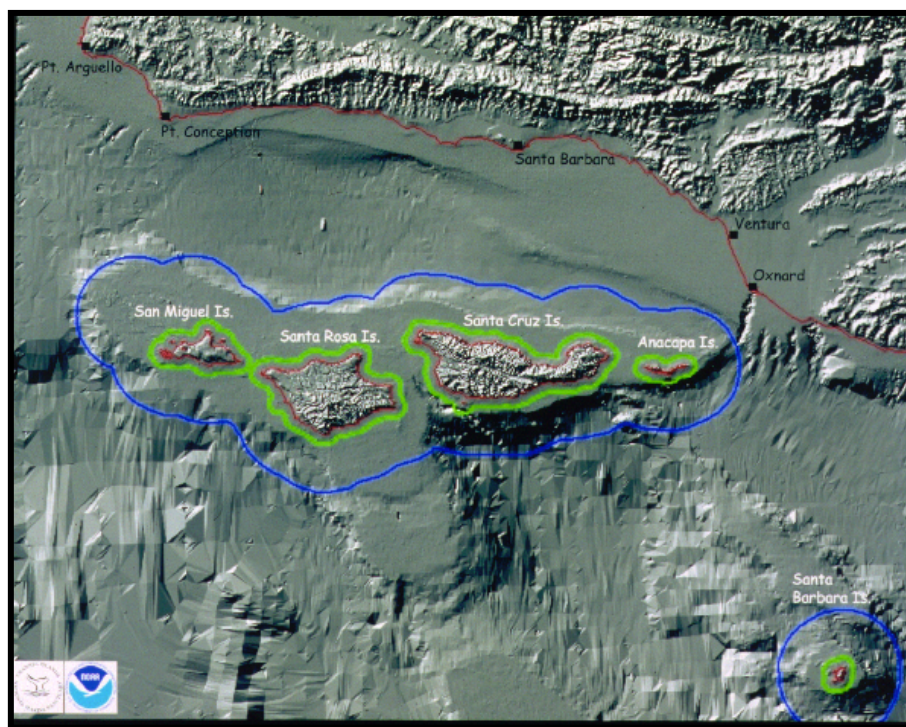 Pt. Arguello
Pt. Conception
Santa Barbara
Ventura
Oxnard
San Miguel Is.
Santa Rosa Is.
Santa Cruz Is.
Anacapa Is.
Santa
Barbara Is.
NOAA